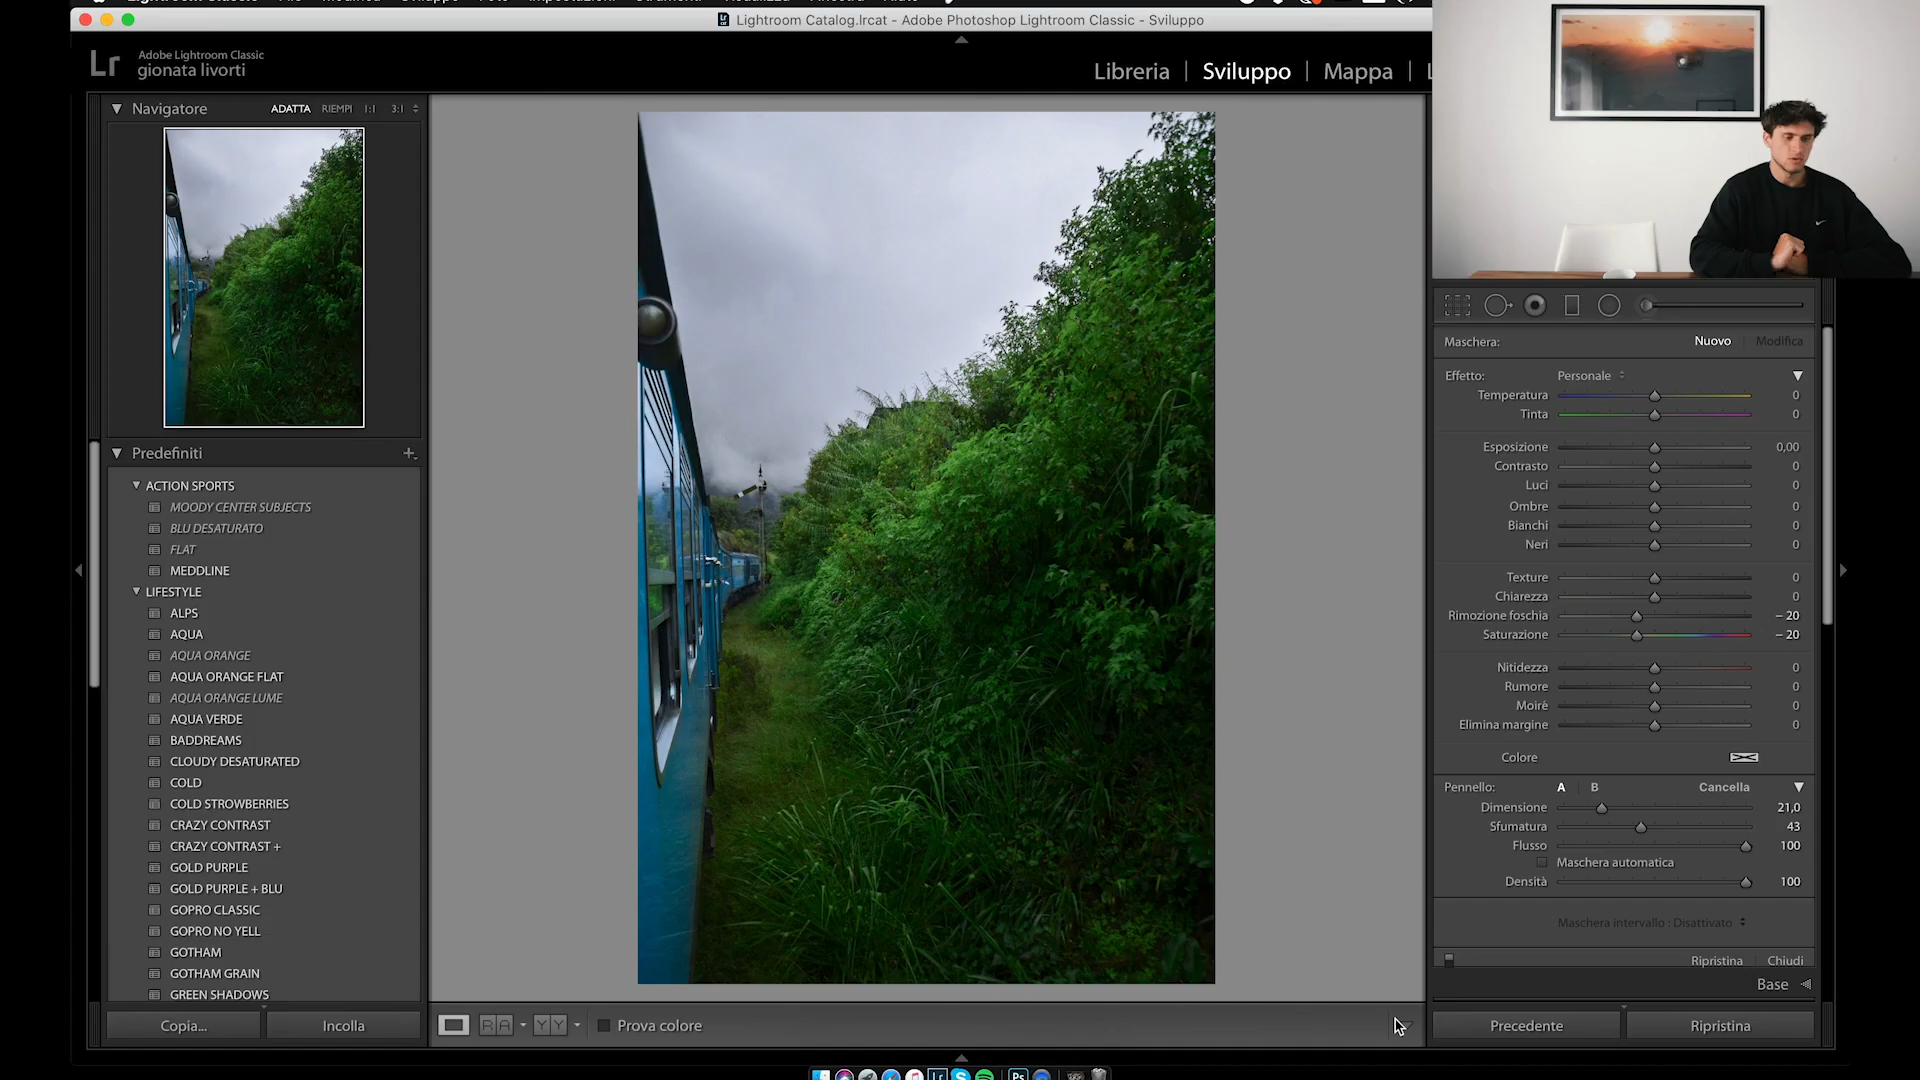 Lightroom Catalog.lrcat - Adobe Photoshop Lightroom Classic - Sviluppo
Lr
Adobe Lightroom Classic
gionata livorti
Libreria | Sviluppo | Mappa |
Navigatore ADATTA RIEMPI 1:1 3:1
Predefiniti
ACTION SPORTS
MOODY CENTER SUBJECTS
BLU DESATURATO
FLAT
MEDDLINE
LIFESTYLE
ALPS
AQUA
AQUA ORANGE
AQUA ORANGE FLAT
AQUA ORANGE LUME
AQUA VERDE
BADDREAMS
CLOUDY DESATURATED
COLD
COLD STROWBERRIES
CRAZY CONTRAST
CRAZY CONTRAST +
GOLD PURPLE
GOLD PURPLE + BLU
GOPRO CLASSIC
GOPRO NO YELL
GOTHAM
GOTHAM GRAIN
GREEN SHADOWS
Copia... Incolla
R A Y Y Prova colore
Maschera: Nuovo Modifica
Effetto: Personale
Temperatura 0
Tinta 0
Esposizione 0,00
Contrasto 0
Luci 0
Ombre 0
Bianchi 0
Neri 0
Texture 0
Chiarezza 0
Rimozione foschia – 20
Saturazione – 20
Nitidezza 0
Rumore 0
Moiré 0
Elimina margine 0
Colore
Pennello: A B Cancella
Dimensione 21,0
Sfumatura 43
Flusso 100
Maschera automatica
Densità 100
Maschera intervallo : Disattivato
Ripristina Chiudi
Base
Precedente Ripristina
Lr
Ps